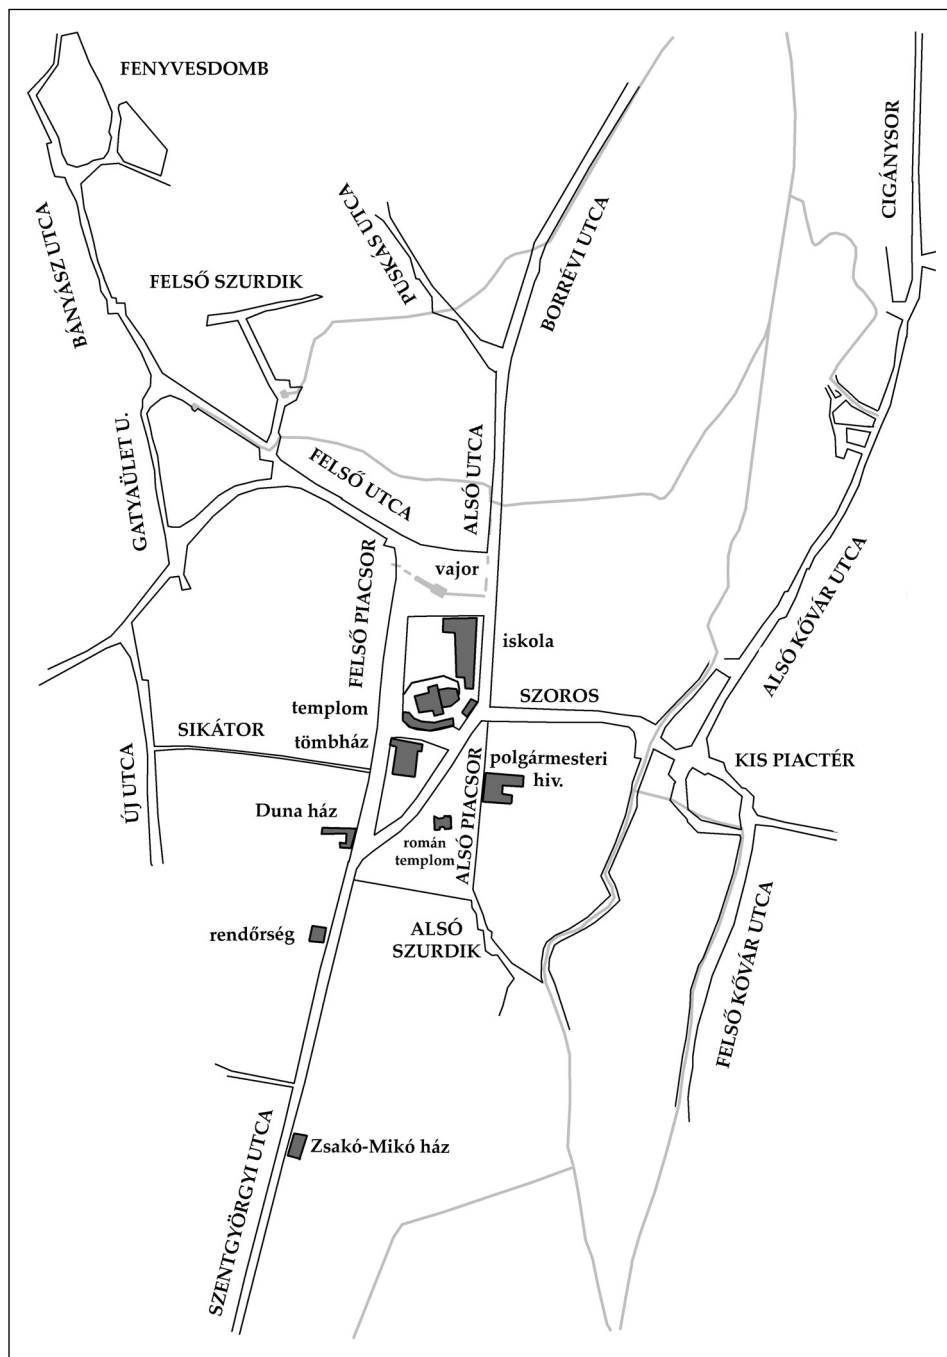 FENYVESDOMB
CIGÁNYSOR
BÁNYÁSZ UTCA
PUSKÁS UTCA
BORRÉVI UTCA
FELSŐ SZURDIK
GATYAÜLET U.
FELSŐ UTCA
ALSÓ UTCA
FELSŐ PIACSOR
vajor
ALSÓ KŐVÁR UTCA
iskola
SZOROS
templom
SIKÁTOR
tömbház
ÚJ UTCA
polgármesteri
hiv.
KIS PIACTÉR
Duna ház
ALSÓ PIACSOR
román
templom
rendőrség
ALSÓ
SZURDIK
FELSŐ KŐVÁR UTCA
Zsakó-Mikó ház
SZENTGYÖRGYI UTCA